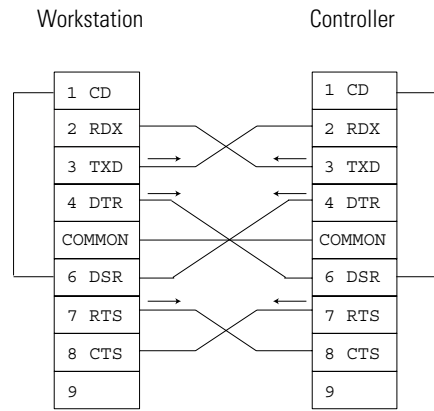 Workstation Controller
1 CD 1 CD
2 RDX 2 RDX
3 TXD 3 TXD
4 DTR 4 DTR
COMMON COMMON
6 DSR 6 DSR
7 RTS 7 RTS
8 CTS 8 CTS
9 9